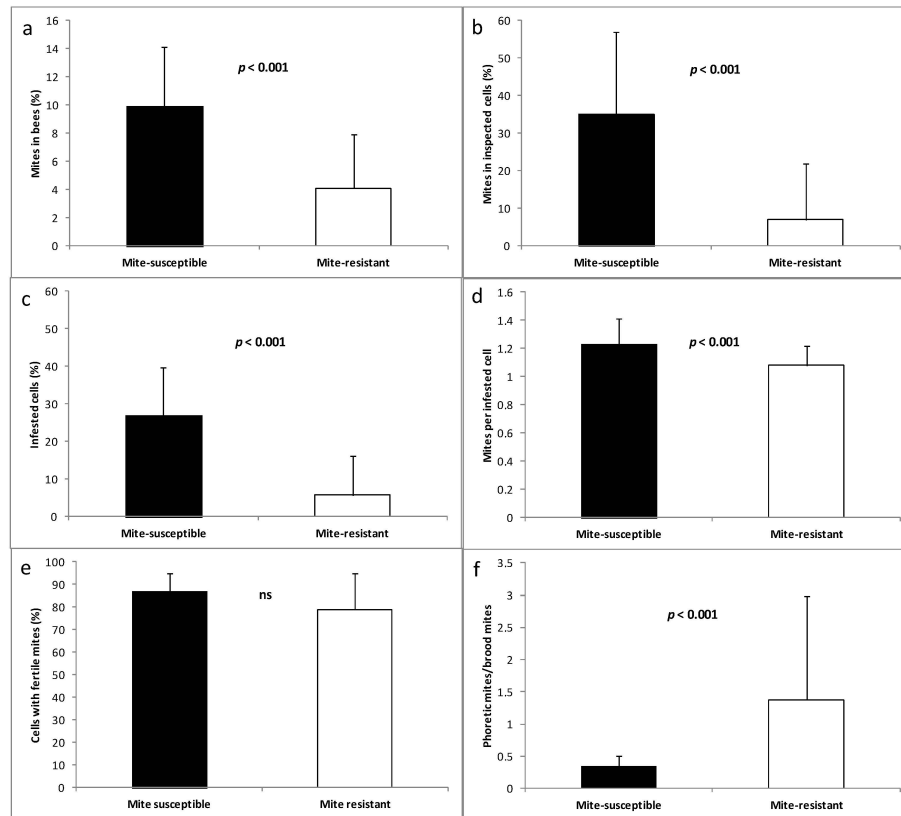 a
16
14
12
10
8
6
4
2
0
Mites in bees (%)
p < 0.001
Mite-susceptible
Mite-resistant
b
60
50
40
30
20
10
0
Mites in inspected cells (%)
p < 0.001
Mite-susceptible
Mite-resistant
c
60
50
40
30
20
10
0
Infested cells (%)
p < 0.001
Mite-susceptible
Mite-resistant
d
1.6
1.4
1.2
1
0.8
0.6
0.4
0.2
0
Mites per infested cell
p < 0.001
Mite-susceptible
Mite-resistant
e
100
90
80
70
60
50
40
30
20
10
0
Cells with fertile mites (%)
ns
Mite susceptible
Mite resistant
f
3.5
3
2.5
2
1.5
1
0.5
0
Phoretic mites/brood mites
p < 0.001
Mite-susceptible
Mite-resistant